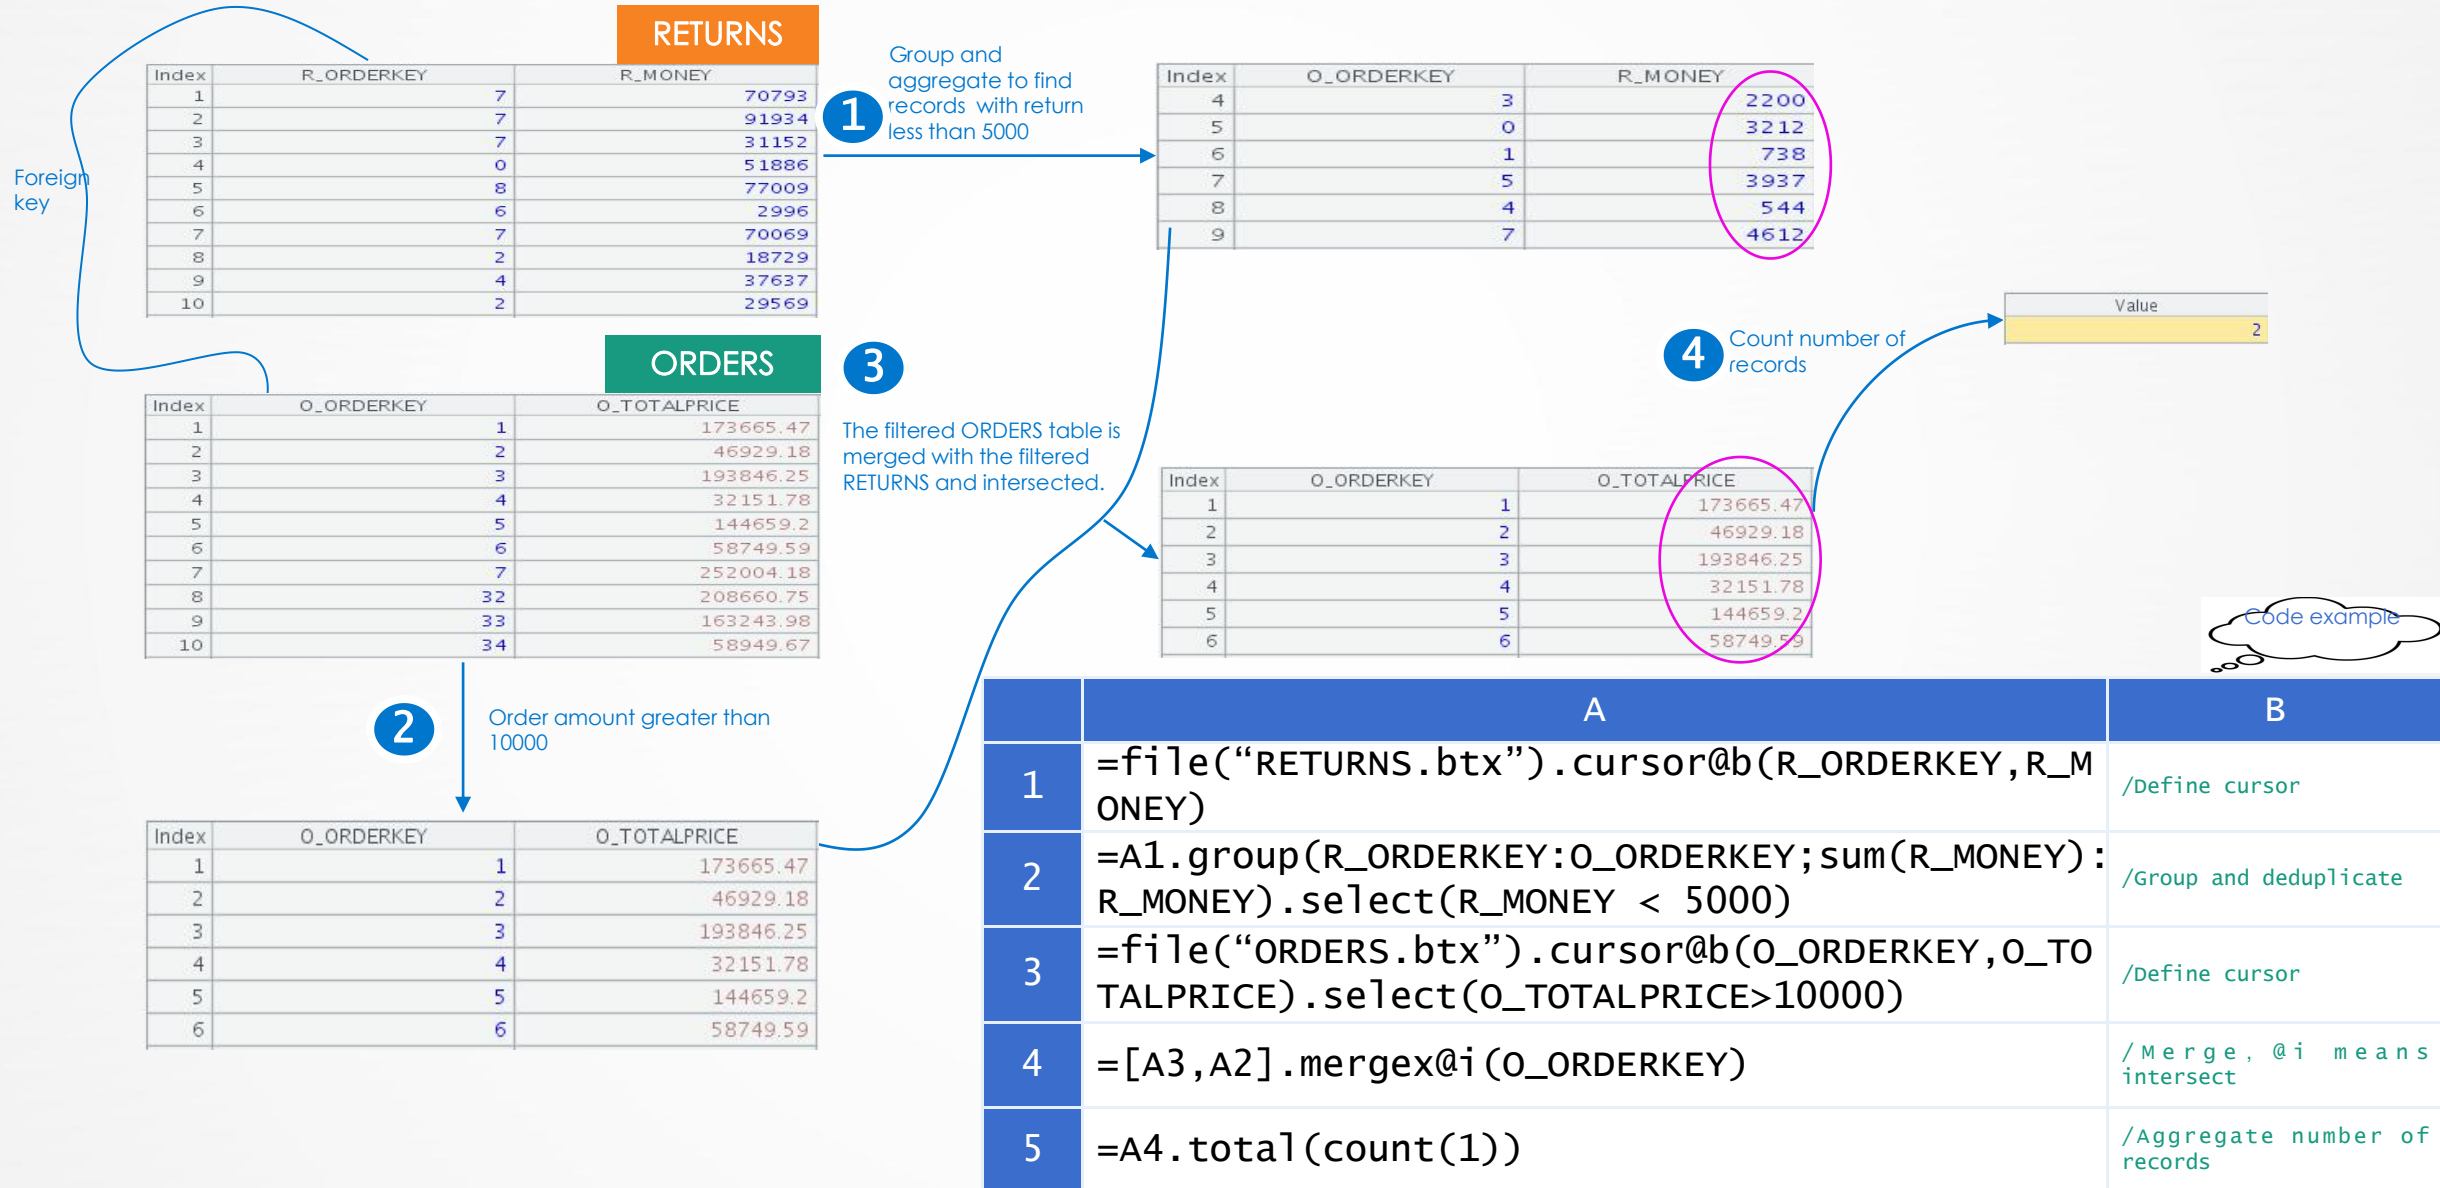 RETURNS
Index R_ORDERKEY R_MONEY
1 7 70793
2 7 91934
3 7 31152
4 0 51886
5 8 77009
6 6 2996
7 7 70069
8 2 18729
9 4 37637
10 2 29569
Foreign
key
1
Group and
aggregate to find
records with return
less than 5000
Index O_ORDERKEY R_MONEY
4 3 2200
5 0 3212
6 1 738
7 5 3937
8 4 544
9 7 4612
ORDERS
Index O_ORDERKEY O_TOTALPRICE
1 1 173665.47
2 2 46929.18
3 3 193846.25
4 4 32151.78
5 5 144659.2
6 6 58749.59
7 7 252004.18
8 32 208660.75
9 33 163243.98
10 34 58949.67
2
Order amount greater than
10000
Index O_ORDERKEY O_TOTALPRICE
1 1 173665.47
2 2 46929.18
3 3 193846.25
4 4 32151.78
5 5 144659.2
6 6 58749.59
3
The filtered ORDERS table is
merged with the filtered
RETURNS and intersected.
Index O_ORDERKEY O_TOTALPRICE
1 1 173665.47
2 2 46929.18
3 3 193846.25
4 4 32151.78
5 5 144659.2
6 6 58749.59
4
Count number of
records
Value
2
Code example
A B
1
=file(“RETURNS.btx”).cursor@b(R_ORDERKEY,R_M
ONEY)
/Define cursor
2
=A1.group(R_ORDERKEY:O_ORDERKEY;sum(R_MONEY):
R_MONEY).select(R_MONEY < 5000)
/Group and deduplicate
3
=file(“ORDERS.btx”).cursor@b(O_ORDERKEY,O_TO
TALPRICE).select(O_TOTALPRICE>10000)
/Define cursor
4
=[A3,A2].mergex@i(O_ORDERKEY)
/Merge, @i means
intersect
5
=A4.total(count(1))
/Aggregate number of
records